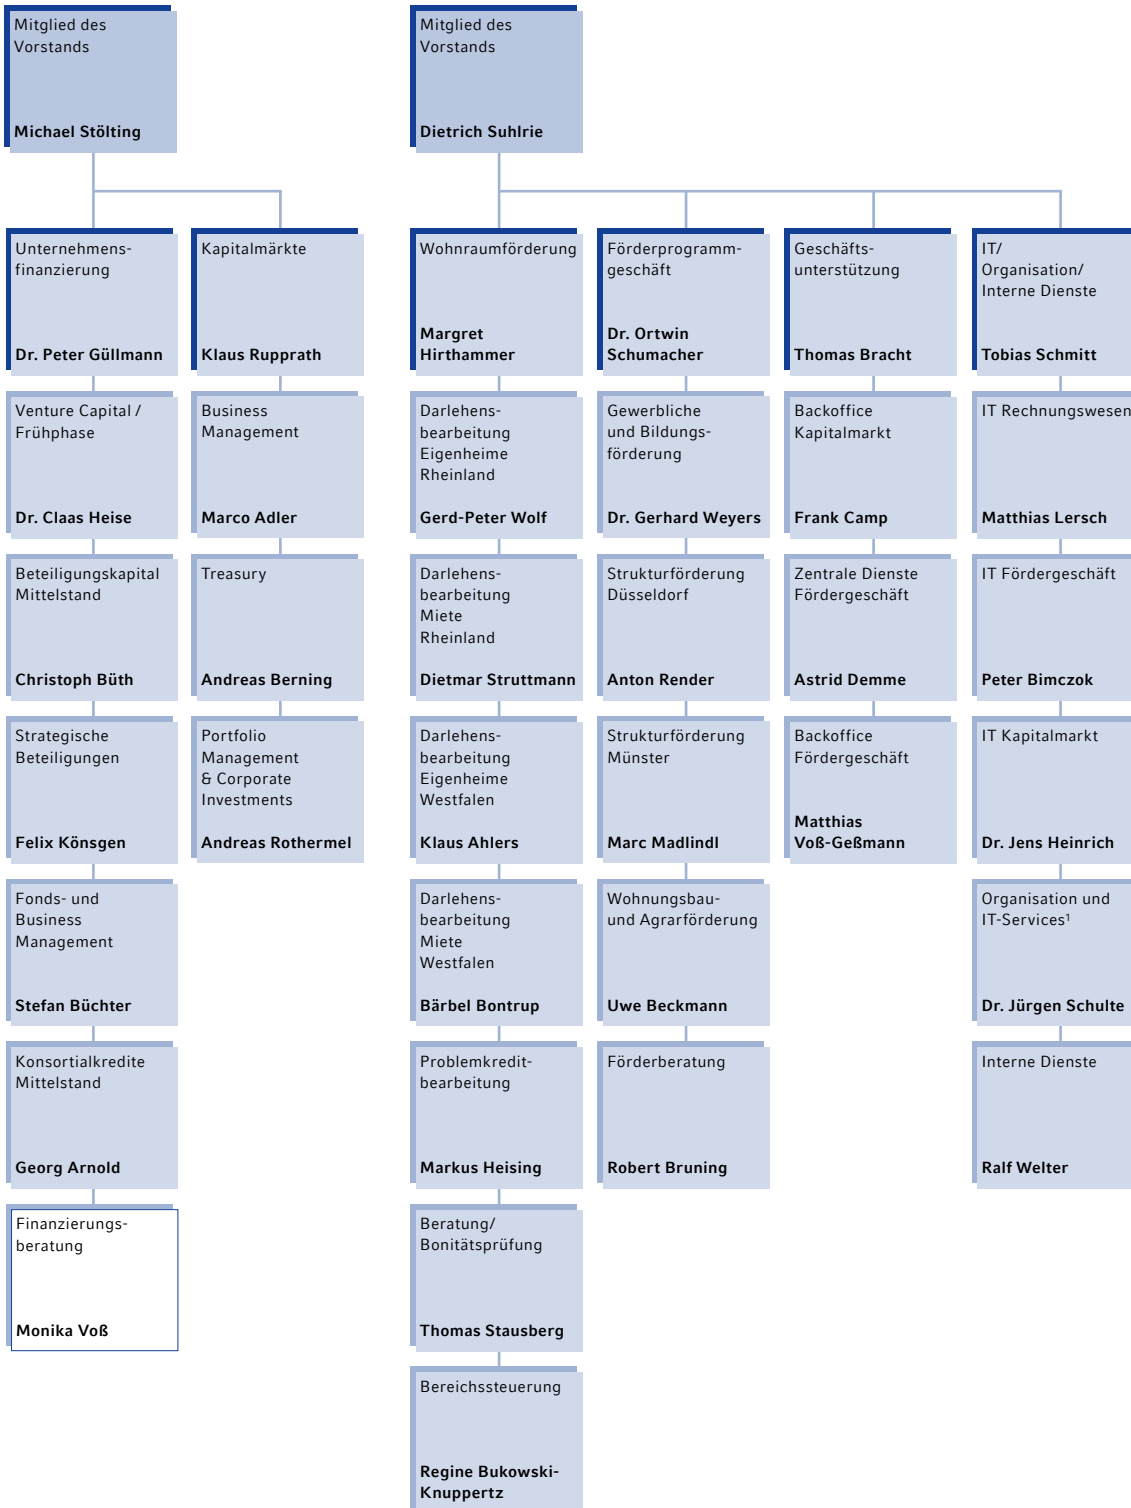 Mitglied des
Vorstands
Michael Stölting
Mitglied des
Vorstands
Dietrich Suhlrie
Unternehmens-
finanzierung
Dr. Peter Güllmann
Kapitalmärkte
Klaus Rupprath
Wohnraumförderung
Margret
Hirthammer
Förderprogramm-
geschäft
Dr. Ortwin
Schumacher
Geschäfts-
unterstützung
Thomas Bracht
IT/
Organisation/
Interne Dienste
Tobias Schmitt
Venture Capital /
Frühphase
Dr. Claas Heise
Business
Management
Marco Adler
Darlehens-
bearbeitung
Eigenheime
Rheinland
Gerd-Peter Wolf
Gewerbliche
und Bildungs-
förderung
Dr. Gerhard Weyers
Backoffice
Kapitalmarkt
Frank Camp
IT Rechnungswesen
Matthias Lersch
Beteiligungskapital
Mittelstand
Christoph Büth
Treasury
Andreas Berning
Darlehens-
bearbeitung
Miete
Rheinland
Dietmar Struttmann
Strukturförderung
Düsseldorf
Anton Render
Zentrale Dienste
Fördergeschäft
Astrid Demme
IT Fördergeschäft
Peter Bimczok
Strategische
Beteiligungen
Felix Könsgen
Portfolio
Management
& Corporate
Investments
Andreas Rothermel
Darlehens-
bearbeitung
Eigenheime
Westfalen
Klaus Ahlers
Strukturförderung
Münster
Marc Madlindl
Backoffice
Fördergeschäft
Matthias
Voß-Geßmann
IT Kapitalmarkt
Dr. Jens Heinrich
Fonds- und
Business
Management
Stefan Büchter
Darlehens-
bearbeitung
Miete
Westfalen
Bärbel Bontrup
Wohnungsbau-
und Agrarförderung
Uwe Beckmann
Organisation und
IT-Services¹
Dr. Jürgen Schulte
Konsortialkredite
Mittelstand
Georg Arnold
Problemkredit-
bearbeitung
Markus Heising
Förderberatung
Robert Bruning
Interne Dienste
Ralf Welter
Finanzierungs-
beratung
Monika Voß
Beratung/
Bonitätsprüfung
Thomas Stausberg
Bereichssteuerung
Regine Bukowski-
Knuppertz